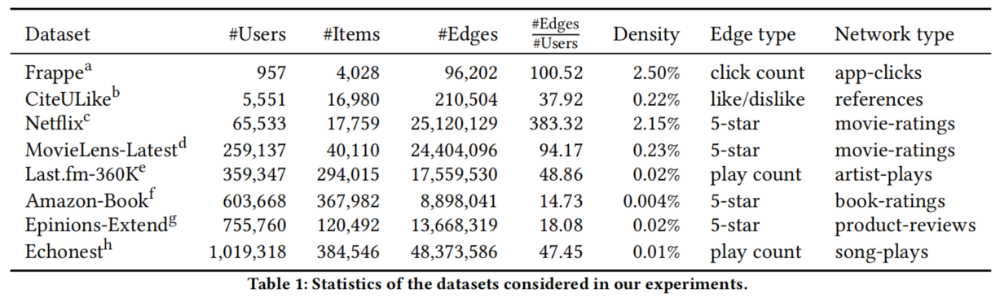 Dataset #Users #Items #Edges #Edges/#Users Density Edge type Network type
Frappe^a 957 4,028 96,202 100.52 2.50% click count app-clicks
CiteULike^b 5,551 16,980 210,504 37.92 0.22% like/dislike references
Netflix^c 65,533 17,759 25,120,129 383.32 2.15% 5-star movie-ratings
MovieLens-Latest^d 259,137 40,110 24,404,096 94.17 0.23% 5-star movie-ratings
Last.fm-360K^e 359,347 294,015 17,559,530 48.86 0.02% play count artist-plays
Amazon-Book^f 603,668 367,982 8,898,041 14.73 0.004% 5-star book-ratings
Epinions-Extend^g 755,760 120,492 13,668,319 18.08 0.02% 5-star product-reviews
Echonest^h 1,019,318 384,546 48,373,586 47.45 0.01% play count song-plays
Table 1: Statistics of the datasets considered in our experiments.